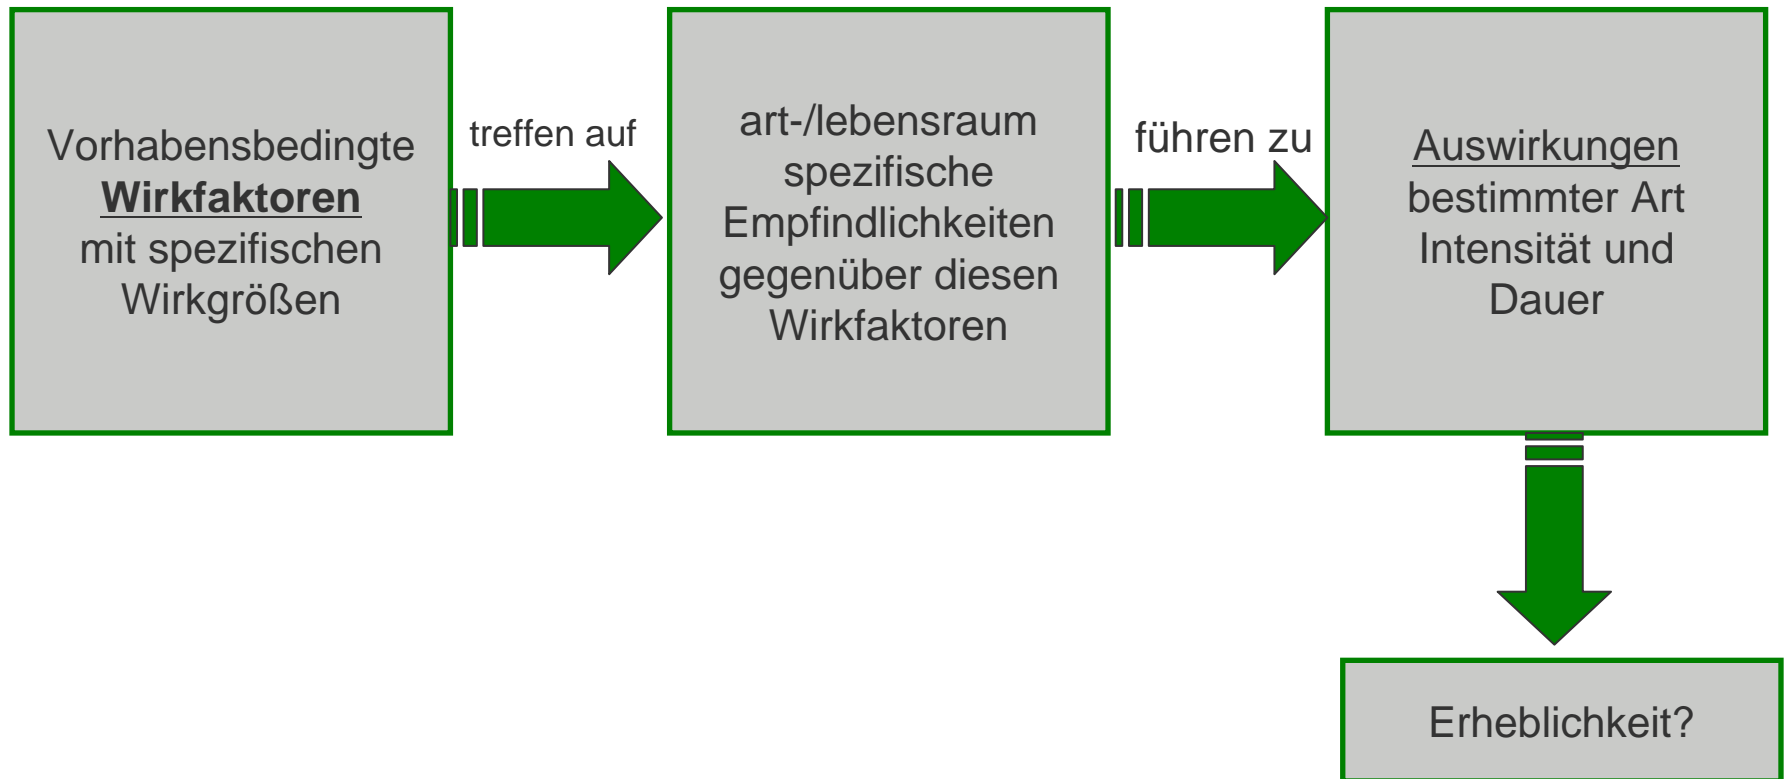 Vorhabensbedingte
Wirkfaktoren
mit spezifischen
Wirkgrößen
treffen auf
art-/lebensraum
spezifische
Empfindlichkeiten
gegenüber diesen
Wirkfaktoren
führen zu
Auswirkungen
bestimmter Art
Intensität und
Dauer
Erheblichkeit?